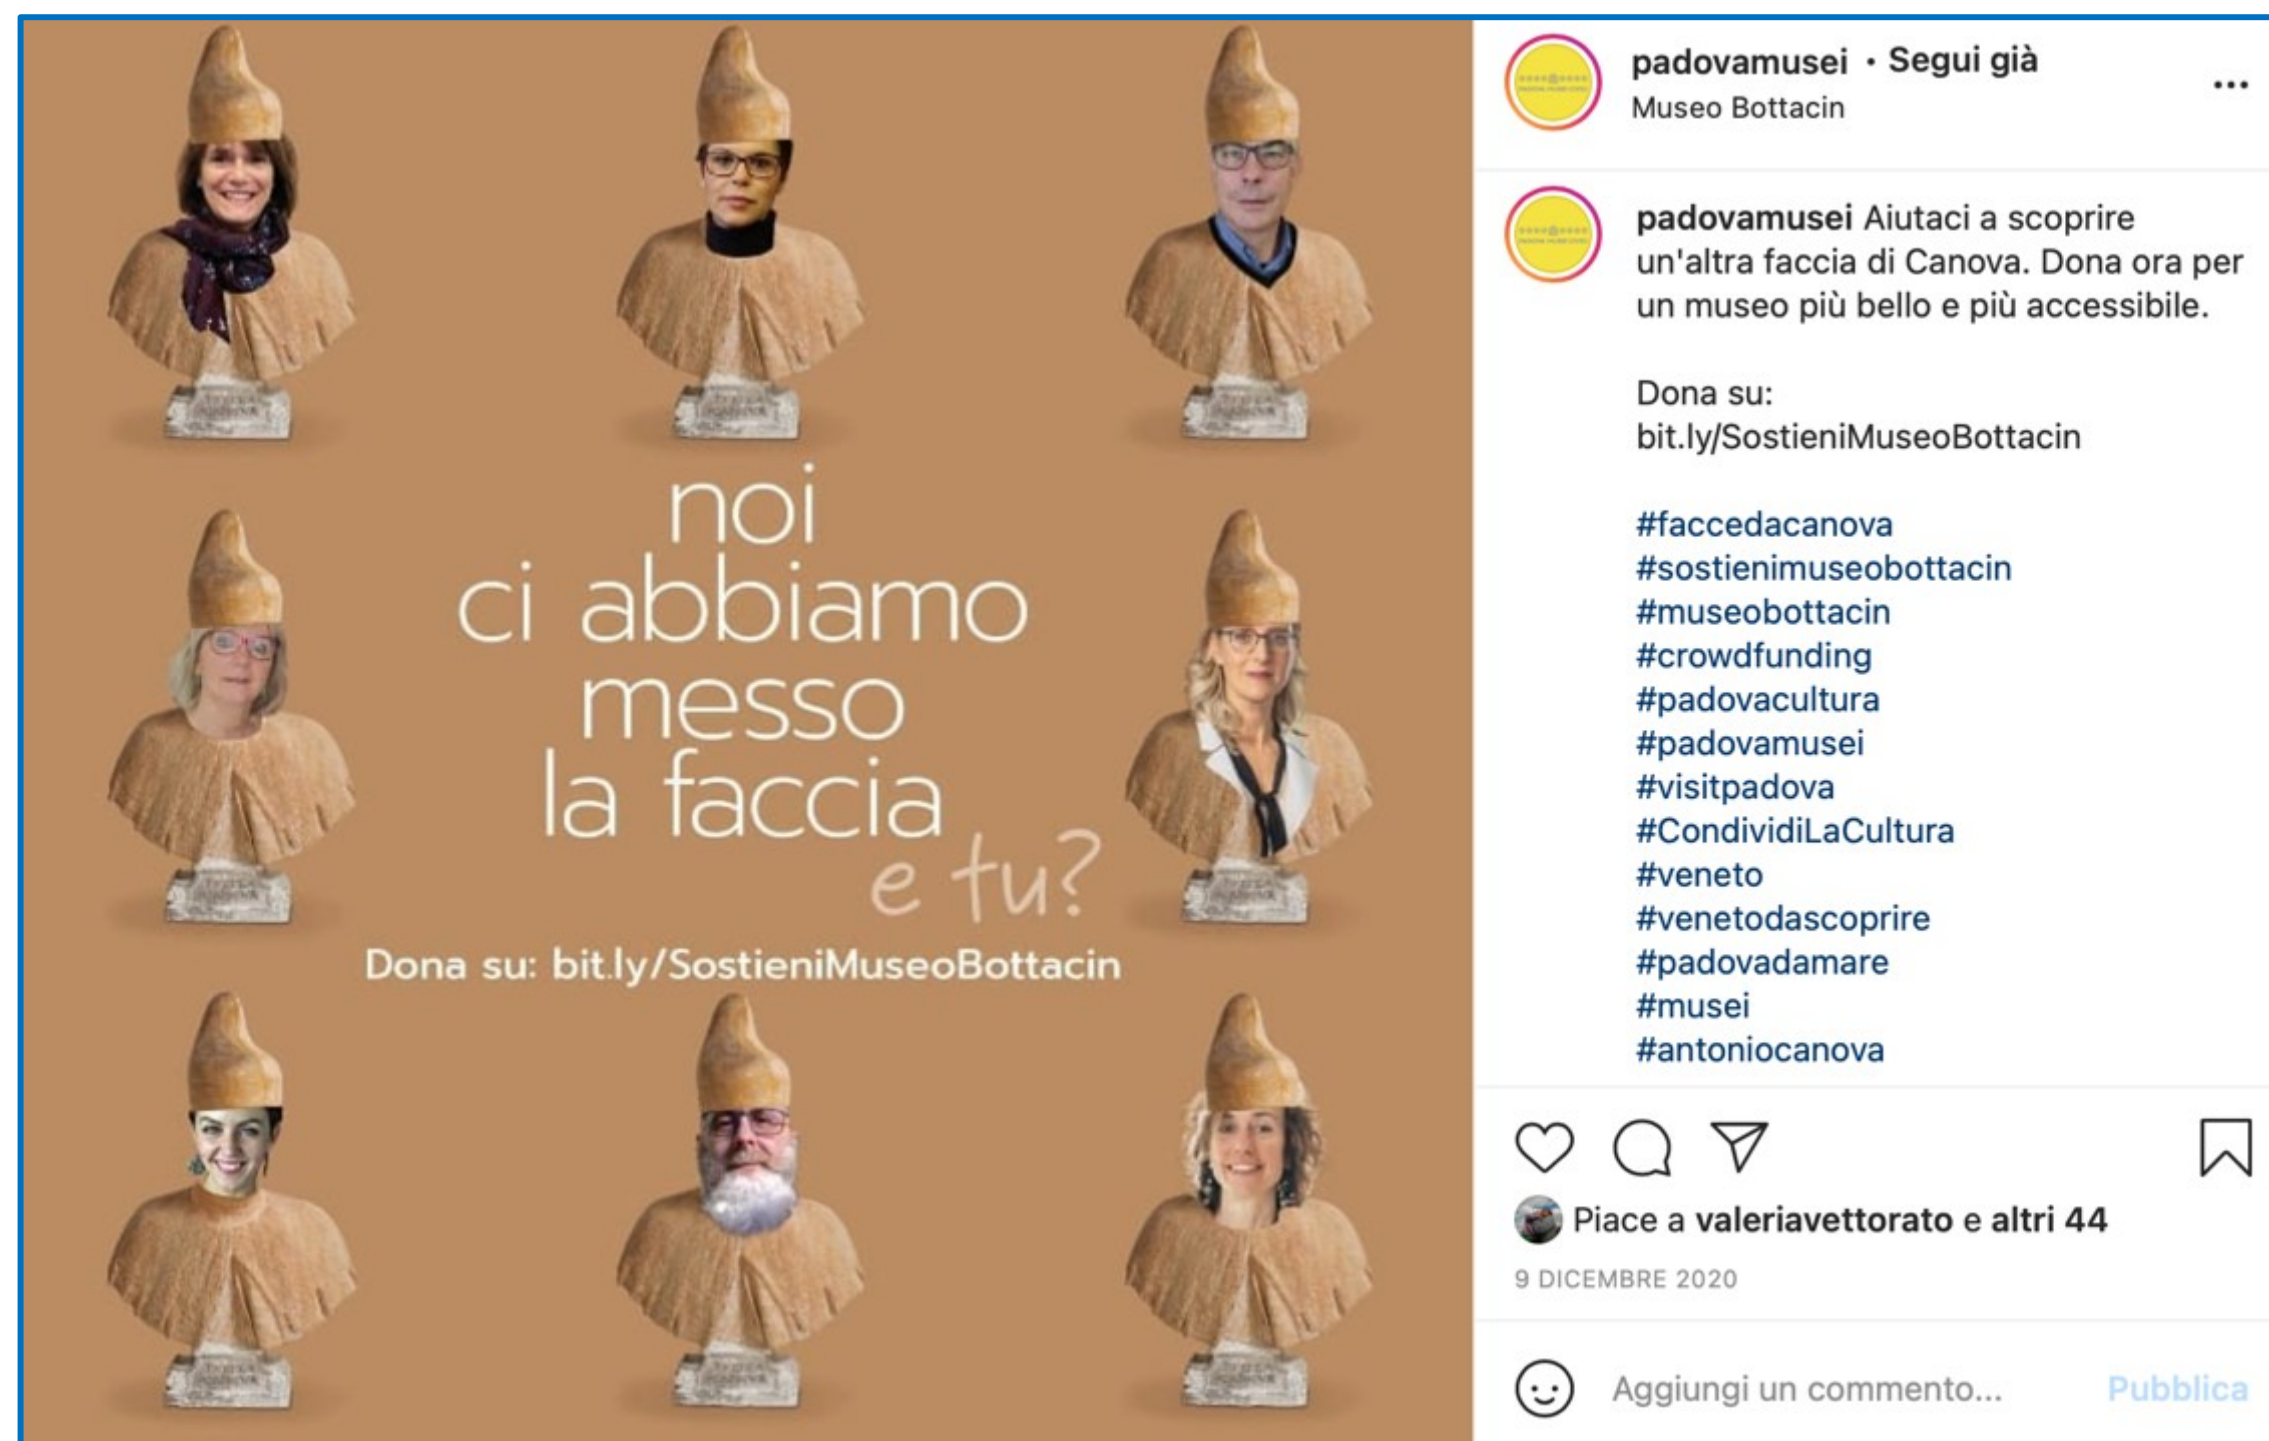 noi
ci abbiamo
messo
la faccia
e tu?
Dona su: bit.ly/SostieniMuseoBottacin
padovamusei • Segui già
Museo Bottacin
padovamusei Aiutaci a scoprire
un'altra faccia di Canova. Dona ora per
un museo più bello e più accessibile.
Dona su:
bit.ly/SostieniMuseoBottacin
#faccedacanova
#sostienimuseobottacin
#museobottacin
#crowdfunding
#padovacultura
#padovamusei
#visitpadova
#CondividiLaCultura
#veneto
#venetodascoprire
#padovadamare
#musei
#antoniocanova
Piace a valeriavettorato e altri 44
9 DICEMBRE 2020
Aggiungi un commento... Pubblica